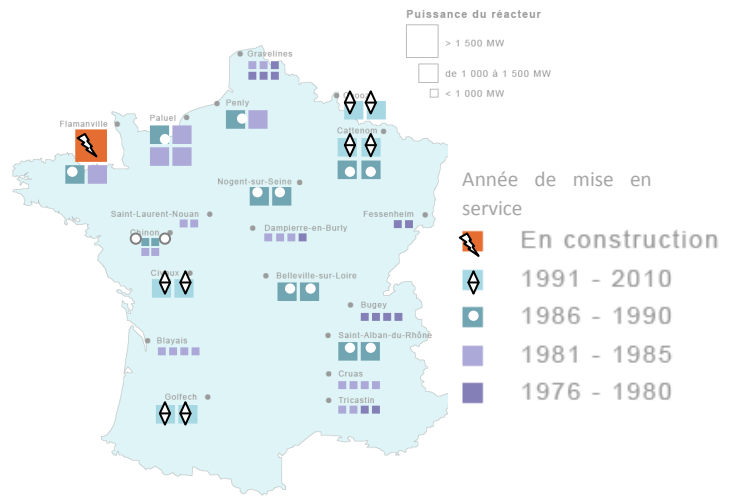 Puissance du réacteur
> 1 500 MW
de 1 000 à 1 500 MW
< 1 000 MW
Gravelines
Chooz
Penly
Paluel
Flamanville
Cattenom
Nogent-sur-Seine
Saint-Laurent-Nouan
Fessenheim
Chinon
Dampierre-en-Burly
Civaux
Belleville-sur-Loire
Bugey
Saint-Alban-du-Rhône
Blayais
Cruas
Golfech
Tricastin
Année de mise en
service
En construction
1991 - 2010
1986 - 1990
1981 - 1985
1976 - 1980